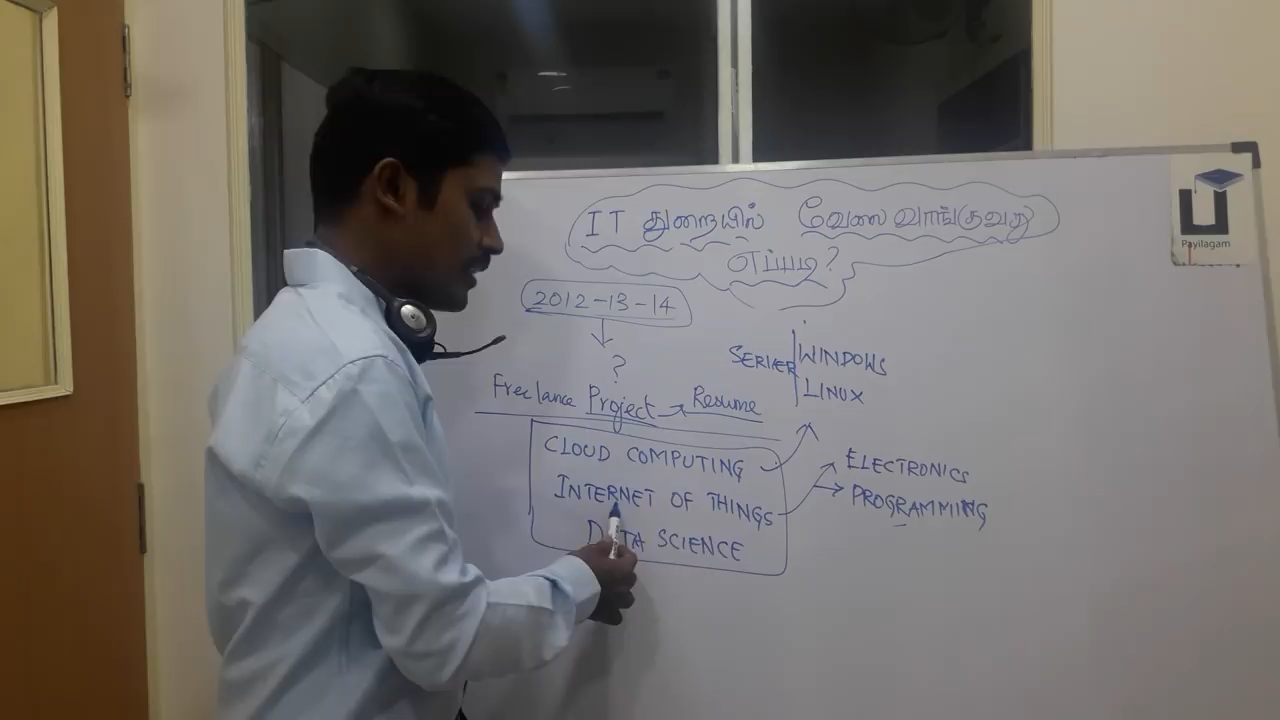 IT துறையில் வேலை வாங்குவது
எப்படி?
Payilagam
2012-13-14
?
SERVER WINDOWS
LINUX
Freelance Project → Resume
CLOUD COMPUTING
ELECTRONICS
INTERNET OF THINGS
PROGRAMMING
DATA SCIENCE